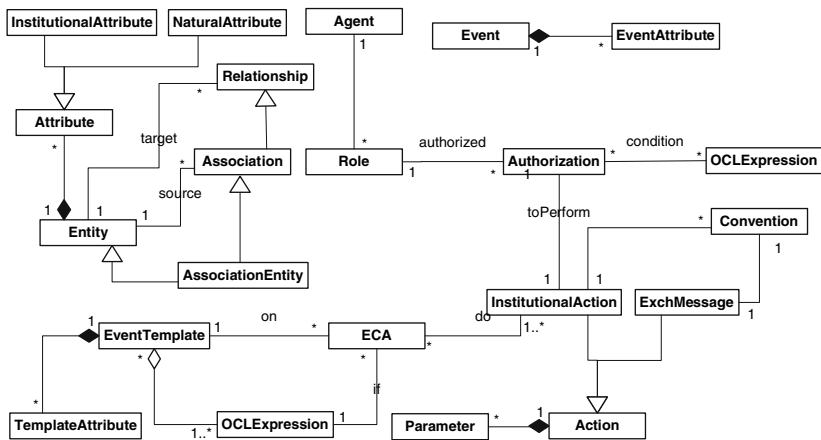 InstitutionalAttribute NaturalAttribute Agent
1
Event 1 * EventAttribute
Relationship
*
Attribute
*
target
Association
*
source
1 1 1
Entity
AssociationEntity
*
Role
1
authorized
*
Authorization
1
*
condition
*
OCLExpression
toPerform
*
Convention
1
1 1
InstitutionalAction ExchMessage
1
1..*
do
*
1
EventTemplate
1
on
*
ECA
*
*
if
*
TemplateAttribute
1..*
OCLExpression
1
Parameter * 1 Action